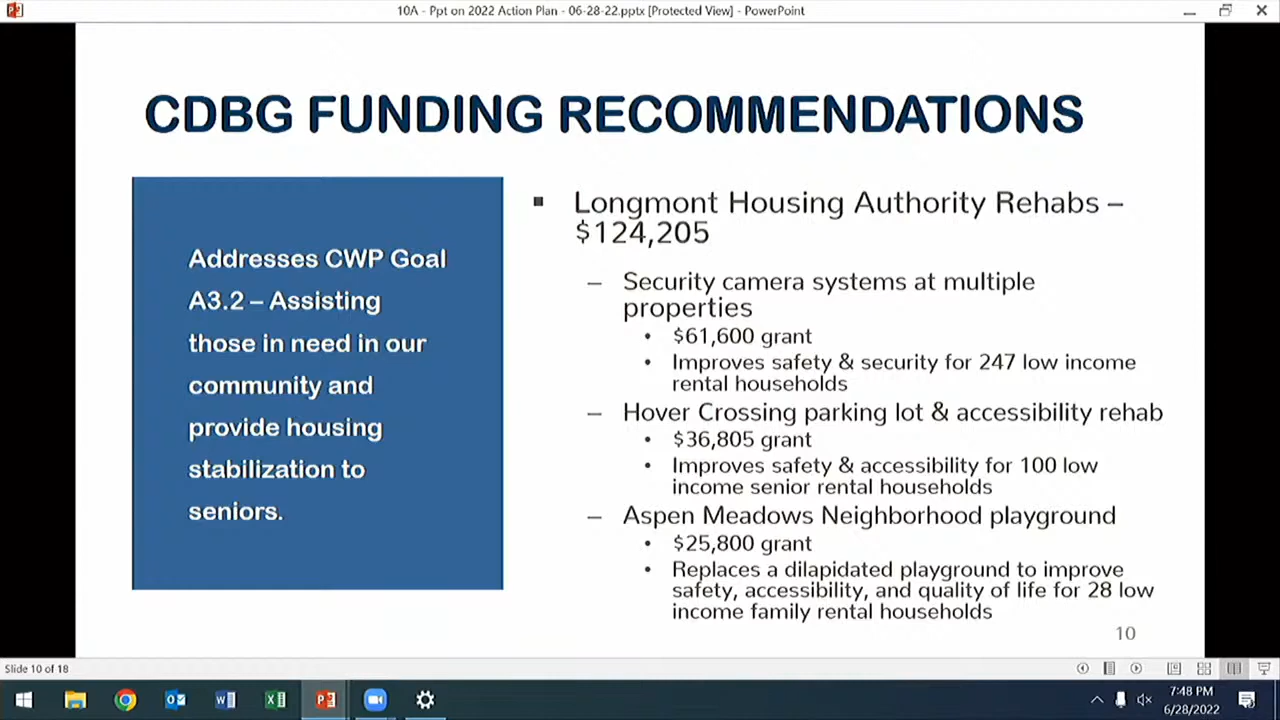 10A - Ppt on 2022 Action Plan - 06-28-22.pptx [Protected View] - PowerPoint
CDBG FUNDING RECOMMENDATIONS
Addresses CWP Goal
A3.2 – Assisting
those in need in our
community and
provide housing
stabilization to
seniors.
▪ Longmont Housing Authority Rehabs –
$124,205
– Security camera systems at multiple
properties
• $61,600 grant
• Improves safety & security for 247 low income
rental households
– Hover Crossing parking lot & accessibility rehab
• $36,805 grant
• Improves safety & accessibility for 100 low
income senior rental households
– Aspen Meadows Neighborhood playground
• $25,800 grant
• Replaces a dilapidated playground to improve
safety, accessibility, and quality of life for 28 low
income family rental households
10
Slide 10 of 18
7:48 PM
6/28/2022